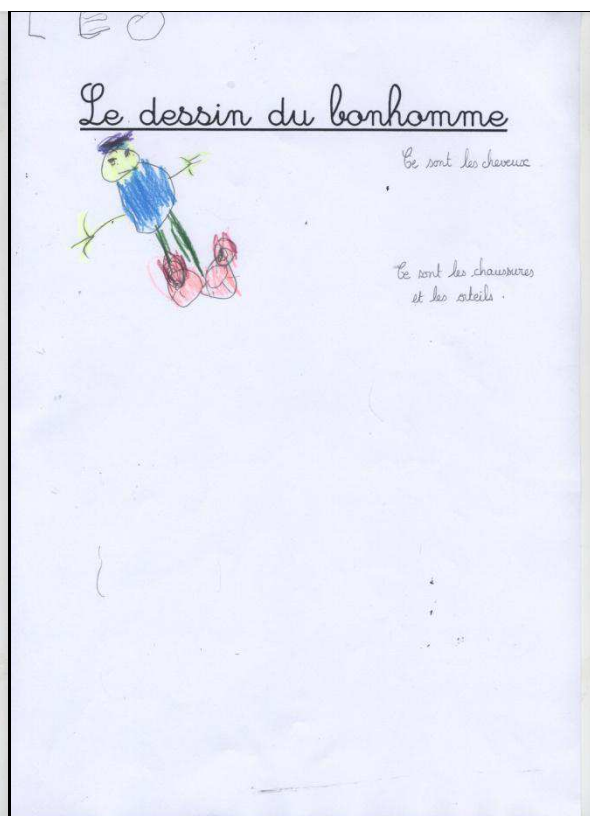 LEO
Le dessin du bonhomme
Ce sont les cheveux
Ce sont les chaussures
et les orteils.